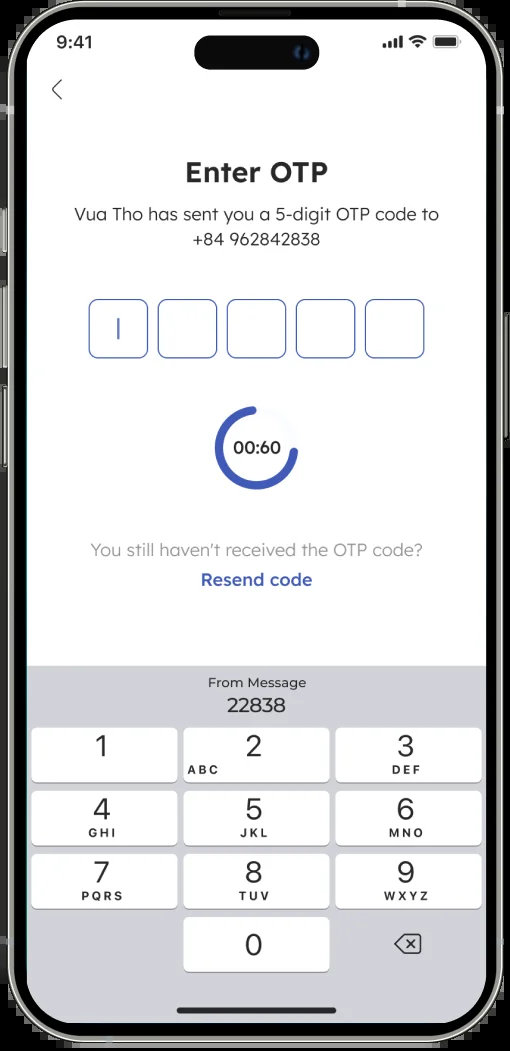 9:41
Enter OTP
Vua Tho has sent you a 5-digit OTP code to
+84 962842838
00:60
You still haven't received the OTP code?
Resend code
From Message
22838
1
2
ABC
3
DEF
4
GHI
5
JKL
6
MNO
7
PQRS
8
TUV
9
WXYZ
0